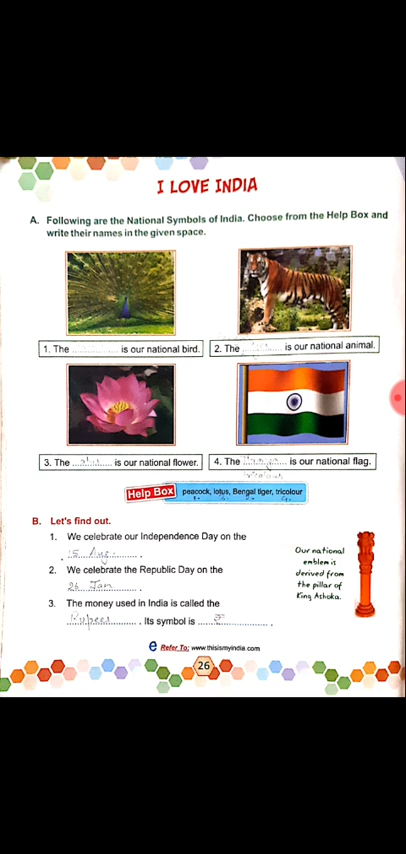 I LOVE INDIA
A. Following are the National Symbols of India. Choose from the Help Box and
write their names in the given space.
1. The .................. is our national bird.
2. The .................. is our national animal.
3. The .................. is our national flower.
4. The .................. is our national flag.
Help Box peacock, lotus, Bengal tiger, tricolour
B. Let's find out.
1. We celebrate our Independence Day on the
15 Aug.
2. We celebrate the Republic Day on the
26 Jan
3. The money used in India is called the
Rupees. Its symbol is ₹.
Our national
emblem is
derived from
the pillar of
King Ashoka.
Refer To: www.thisismyindia.com
26